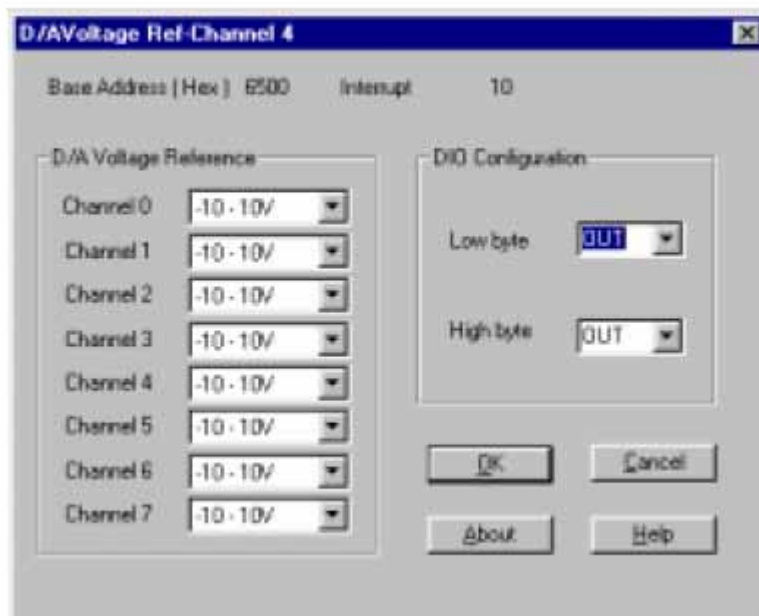 D/AVoltage Ref-Channel 4
Base Address ( Hex ) 6500 Interrupt 10
D/A Voltage Reference
Channel 0 -10 - 10V
Channel 1 -10 - 10V
Channel 2 -10 - 10V
Channel 3 -10 - 10V
Channel 4 -10 - 10V
Channel 5 -10 - 10V
Channel 6 -10 - 10V
Channel 7 -10 - 10V
DIO Configuration
Low byte OUT
High byte OUT
OK Cancel
About Help